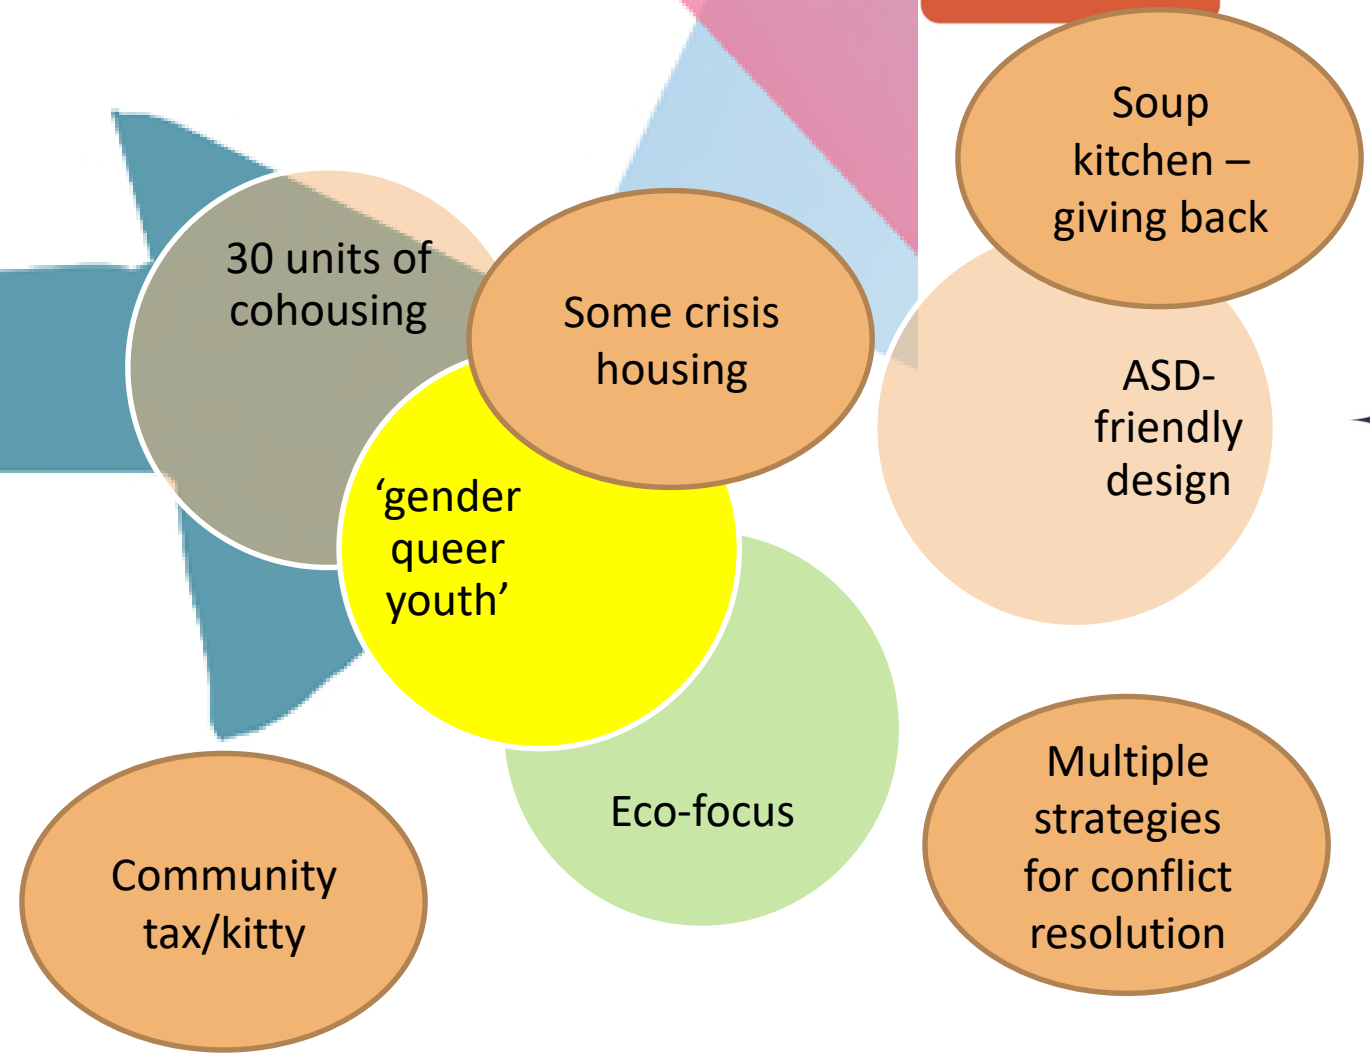 Soup
kitchen –
giving back
30 units of
cohousing
Some crisis
housing
ASD-
friendly
design
‘gender
queer
youth’
Eco-focus
Multiple
strategies
for conflict
resolution
Community
tax/kitty